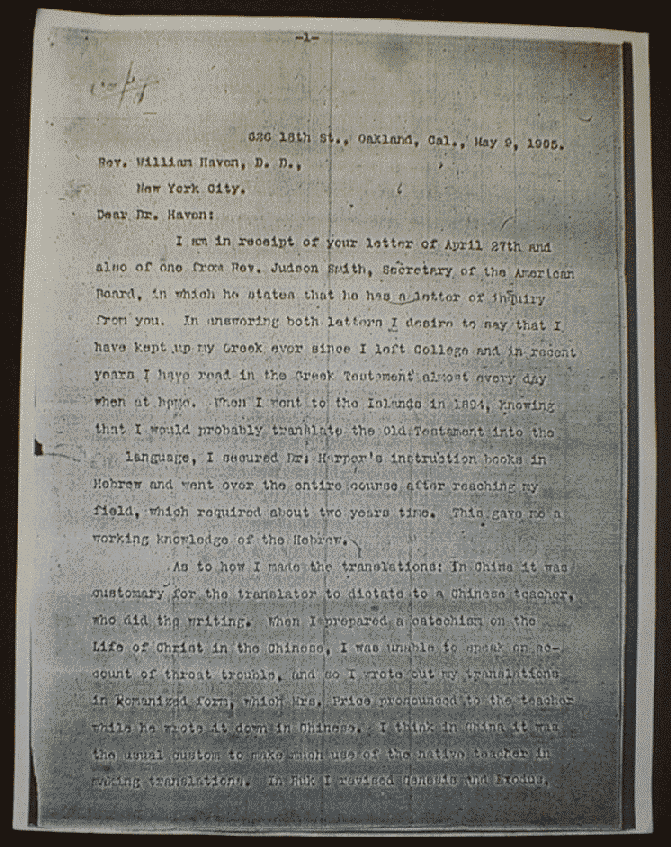 -1-
copy
626 18th St., Oakland, Cal., May 9, 1905.
Rev. William Haven, D. D.,
New York City.
Dear Dr. Haven:
I am in receipt of your letter of April 27th and
also of one from Rev. Judson Smith, Secretary of the American
Board, in which he states that he has a letter of inquiry
from you. In answering both letters I desire to say that I
have kept up my Greek ever since I left College and in recent
years I have read in the Greek Testament almost every day
when at home. When I went to the Islands in 1894, knowing
that I would probably translate the Old Testament into the
language, I secured Dr. Harper's instruction books in
Hebrew and went over the entire course after reaching my
field, which required about two years time. This gave me a
working knowledge of the Hebrew.
As to how I made the translations: In China it was
customary for the translator to dictate to a Chinese teacher,
who did the writing. When I prepared a catechism on the
Life of Christ in the Chinese, I was unable to speak on ac-
count of throat trouble, and so I wrote out my translations
in Romanized form, which Mrs. Price pronounced to the teacher
while he wrote it down in Chinese. I think in China it was
the usual custom to make much use of the native teacher in
making translations. In Ruk I revised Genesis and Exodus,